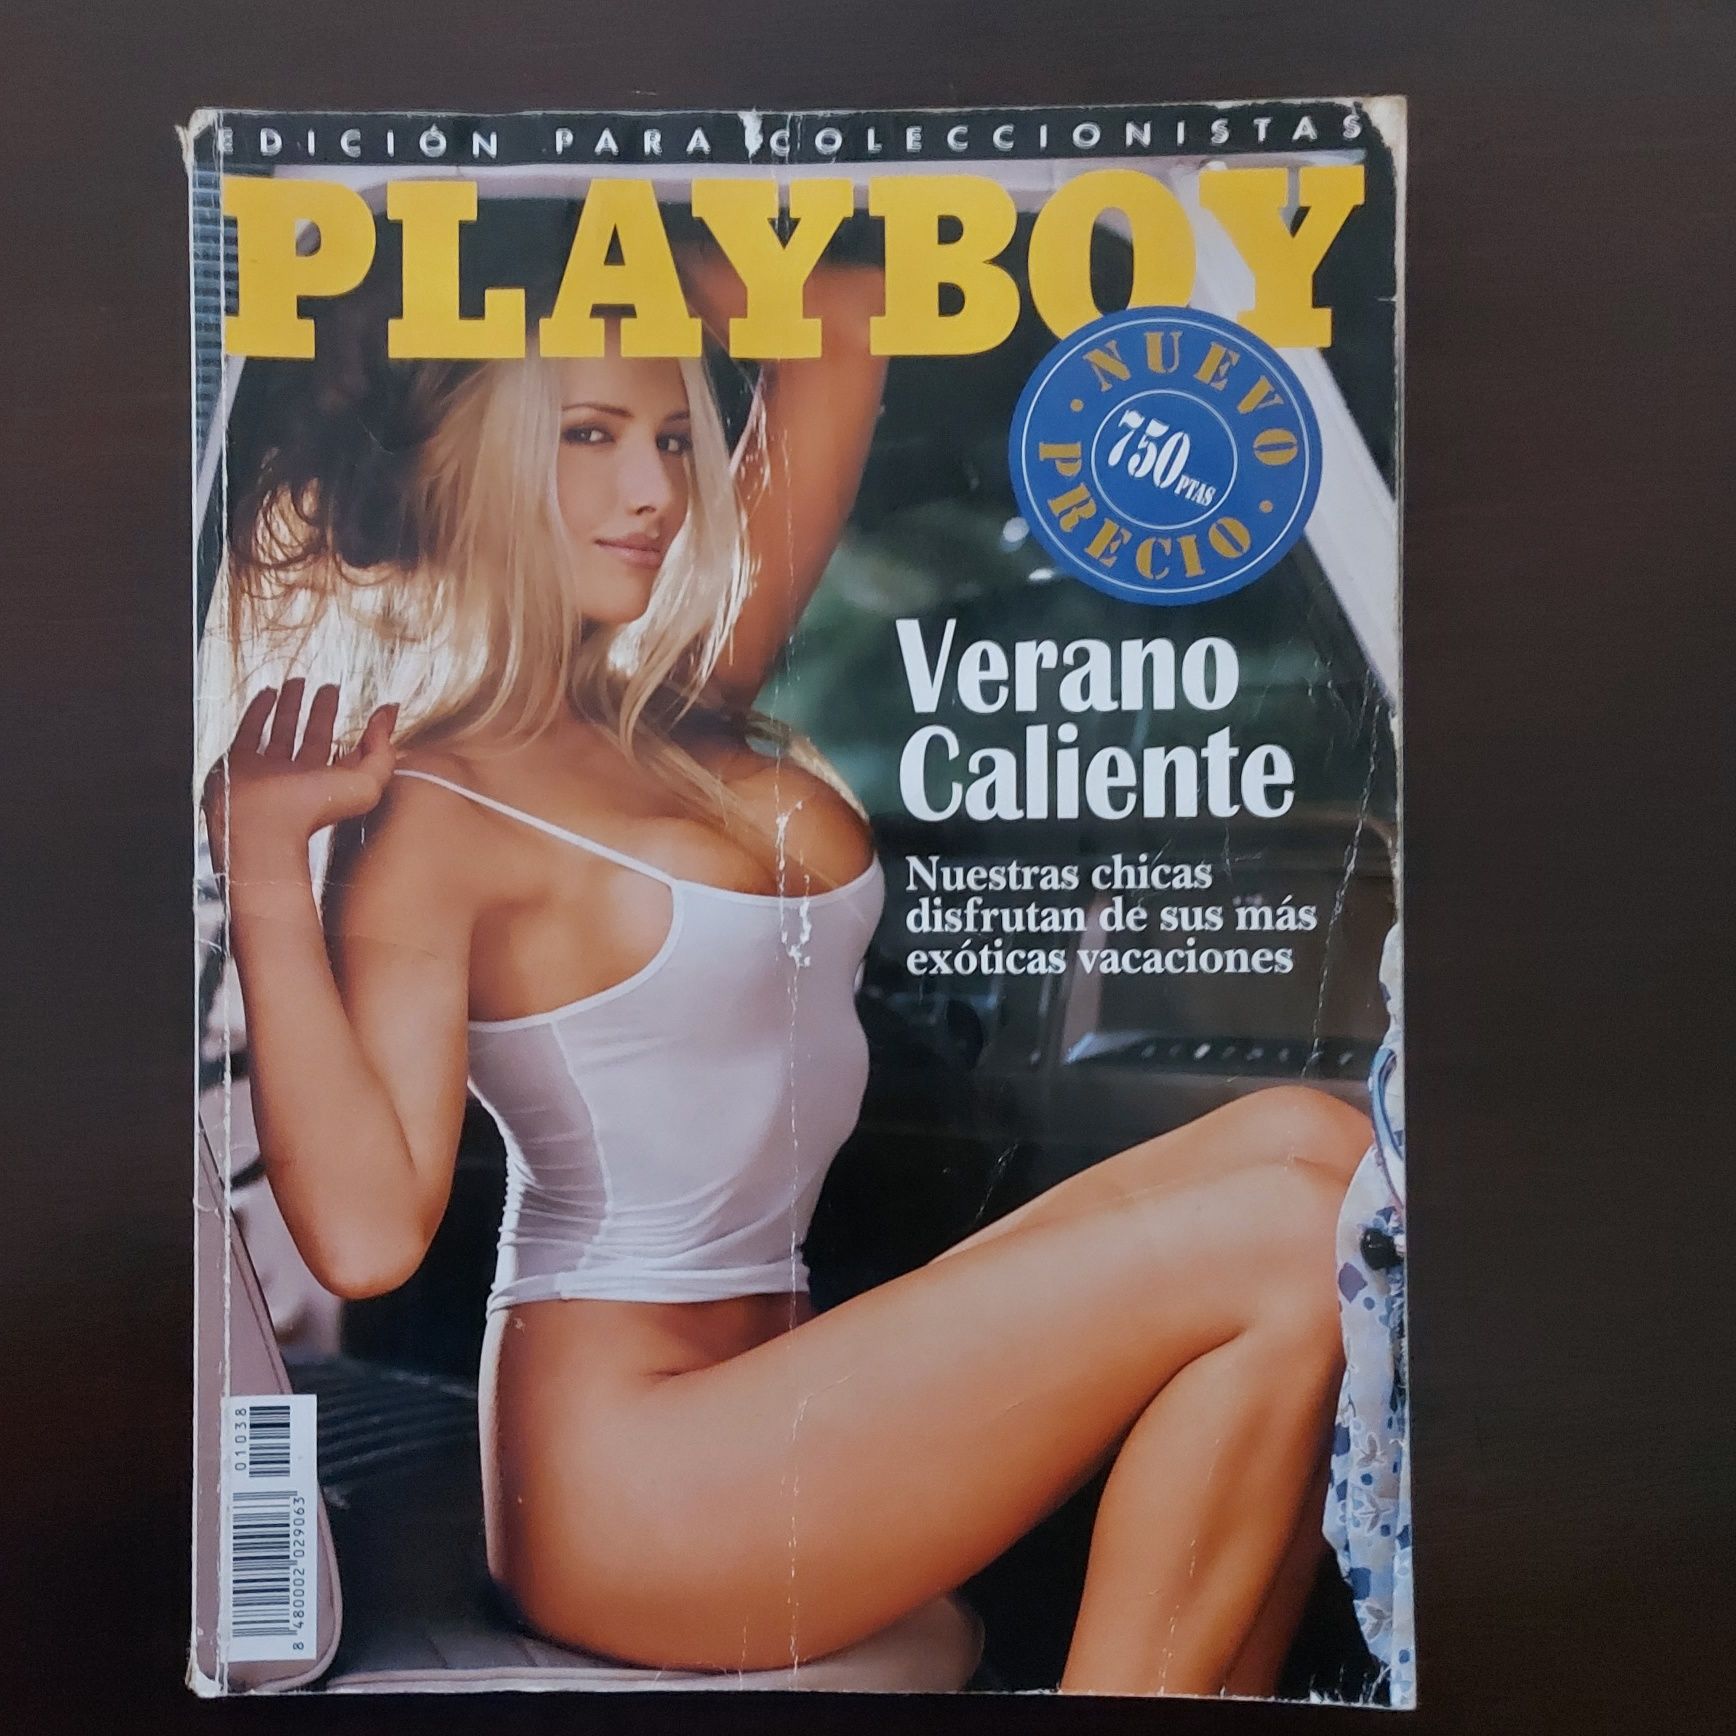 EDICIÓN PARA COLECCIONISTAS
PLAYBOY
NUEVO
750 PTAS
PRECIO
Verano
Caliente
Nuestras chicas
disfrutan de sus más
exóticas vacaciones
01038
8 480002 029063